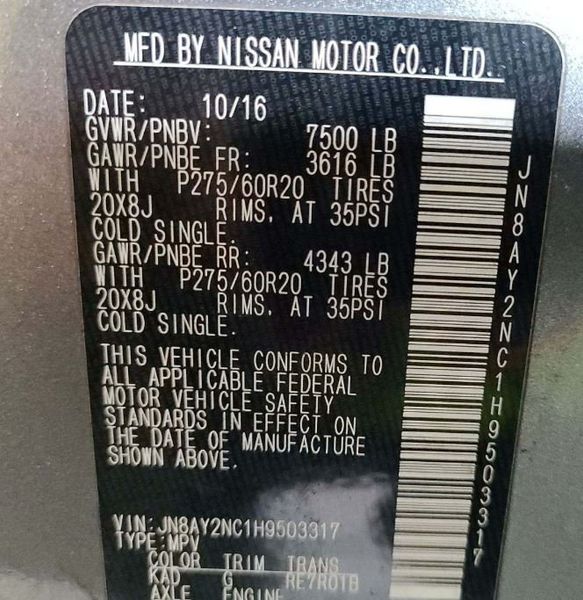 MFD BY NISSAN MOTOR CO.,LTD.
DATE: 10/16
GVWR/PNBV: 7500 LB
GAWR/PNBE FR: 3616 LB
WITH P275/60R20 TIRES
20X8J RIMS, AT 35PSI
COLD SINGLE.
GAWR/PNBE RR: 4343 LB
WITH P275/60R20 TIRES
20X8J RIMS, AT 35PSI
COLD SINGLE.
THIS VEHICLE CONFORMS TO
ALL APPLICABLE FEDERAL
MOTOR VEHICLE SAFETY
STANDARDS IN EFFECT ON
THE DATE OF MANUFACTURE
SHOWN ABOVE.
VIN:JN8AY2NC1H9503317
TYPE:MPV
COLOR TRIM TRANS
KAD G RE7R01B
AXLE ENGINE
JN8AY2NC1H9503317